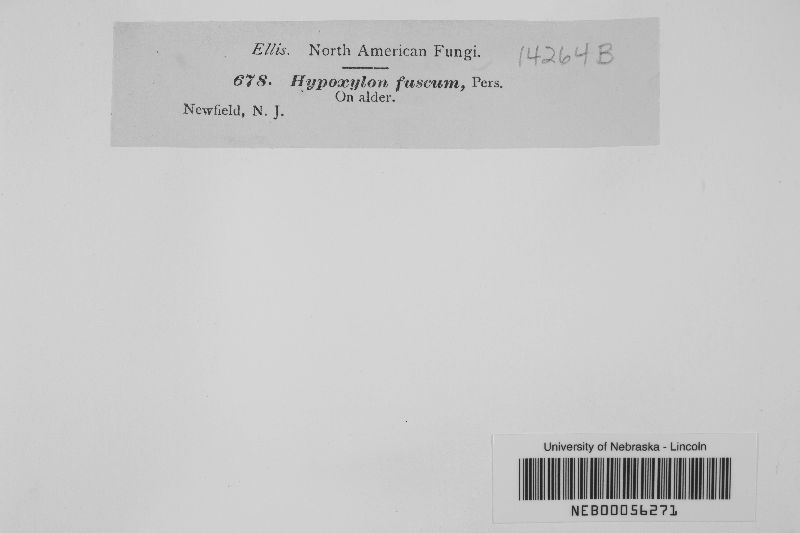 Ellis. North American Fungi. 14264B
678. Hypoxylon fuscum, Pers.
On alder.
Newfield, N. J.
University of Nebraska - Lincoln
NEB00056271